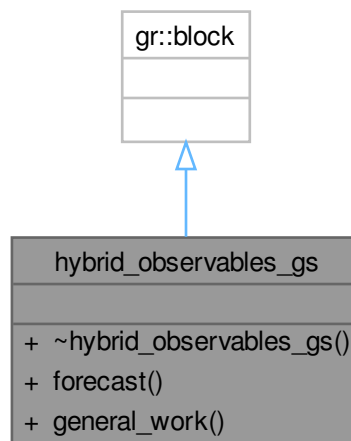 gr::block
hybrid_observables_gs
+ ~hybrid_observables_gs()
+ forecast()
+ general_work()